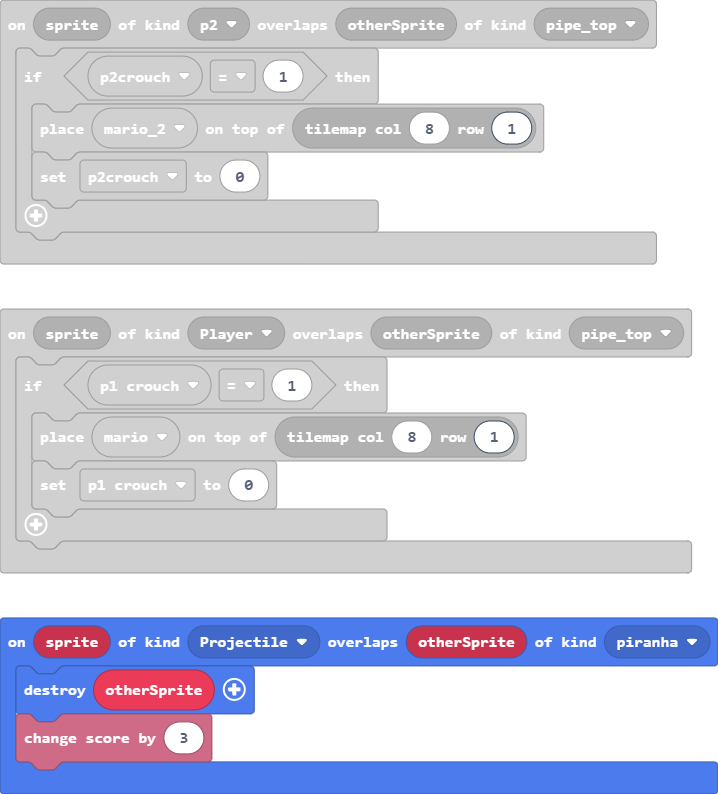 on sprite of kind p2 overlaps otherSprite of kind pipe_top
if p2crouch = 1 then
place mario_2 on top of tilemap col 8 row 1
set p2crouch to 0
on sprite of kind Player overlaps otherSprite of kind pipe_top
if p1 crouch = 1 then
place mario on top of tilemap col 8 row 1
set p1 crouch to 0
on sprite of kind Projectile overlaps otherSprite of kind piranha
destroy otherSprite
change score by 3